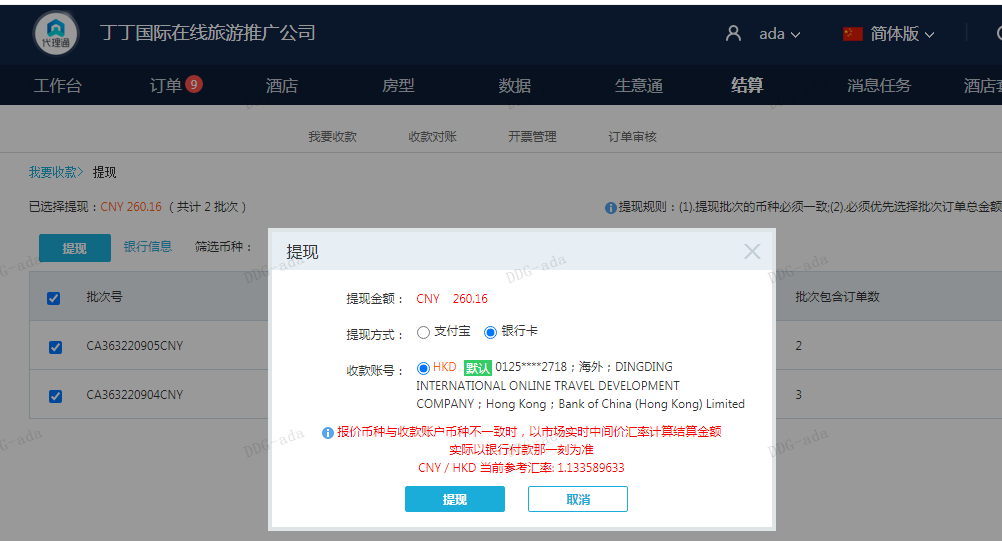 代理通
丁丁国际在线旅游推广公司
ada
简体版
工作台
订单 9
酒店
房型
数据
生意通
结算
消息任务
酒店套
我要收款
收款对账
开票管理
订单审核
我要收款> 提现
已选择提现：CNY 260.16 （ 共计 2 批次 ）
提现规则：(1).提现批次的币种必须一致;(2).必须优先选择批次订单总金额
提现
银行信息
筛选币种：
批次号
批次包含订单数
CA363220905CNY
2
CA363220904CNY
3
提现
提现金额： CNY 260.16
提现方式： 支付宝 银行卡
收款账号： HKD 默认 0125****2718；海外；DINGDING
INTERNATIONAL ONLINE TRAVEL DEVELOPMENT
COMPANY；Hong Kong；Bank of China (Hong Kong) Limited
报价币种与收款账户币种不一致时，以市场实时中间价汇率计算结算金额
实际以银行付款那一刻为准
CNY / HKD 当前参考汇率: 1.133589633
提现
取消
DDG-ada
DDG-ada
DDG-ada
DDG-ada
DDG-ada